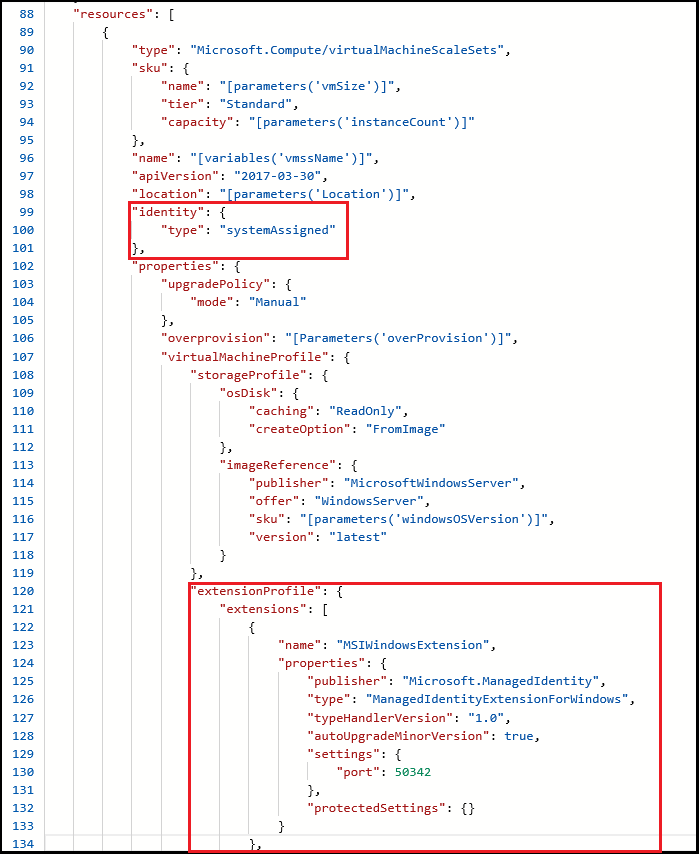 88 "resources": [
89 {
90 "type": "Microsoft.Compute/virtualMachineScaleSets",
91 "sku": {
92 "name": "[parameters('vmSize')]",
93 "tier": "Standard",
94 "capacity": "[parameters('instanceCount')]"
95 },
96 "name": "[variables('vmssName')]",
97 "apiVersion": "2017-03-30",
98 "location": "[parameters('Location')]",
99 "identity": {
100 "type": "systemAssigned"
101 },
102 "properties": {
103 "upgradePolicy": {
104 "mode": "Manual"
105 },
106 "overprovision": "[Parameters('overProvision')]",
107 "virtualMachineProfile": {
108 "storageProfile": {
109 "osDisk": {
110 "caching": "ReadOnly",
111 "createOption": "FromImage"
112 },
113 "imageReference": {
114 "publisher": "MicrosoftWindowsServer",
115 "offer": "WindowsServer",
116 "sku": "[parameters('windowsOSVersion')]",
117 "version": "latest"
118 }
119 },
120 "extensionProfile": {
121 "extensions": [
122 {
123 "name": "MSIWindowsExtension",
124 "properties": {
125 "publisher": "Microsoft.ManagedIdentity",
126 "type": "ManagedIdentityExtensionForWindows",
127 "typeHandlerVersion": "1.0",
128 "autoUpgradeMinorVersion": true,
129 "settings": {
130 "port": 50342
131 },
132 "protectedSettings": {}
133 }
134 },